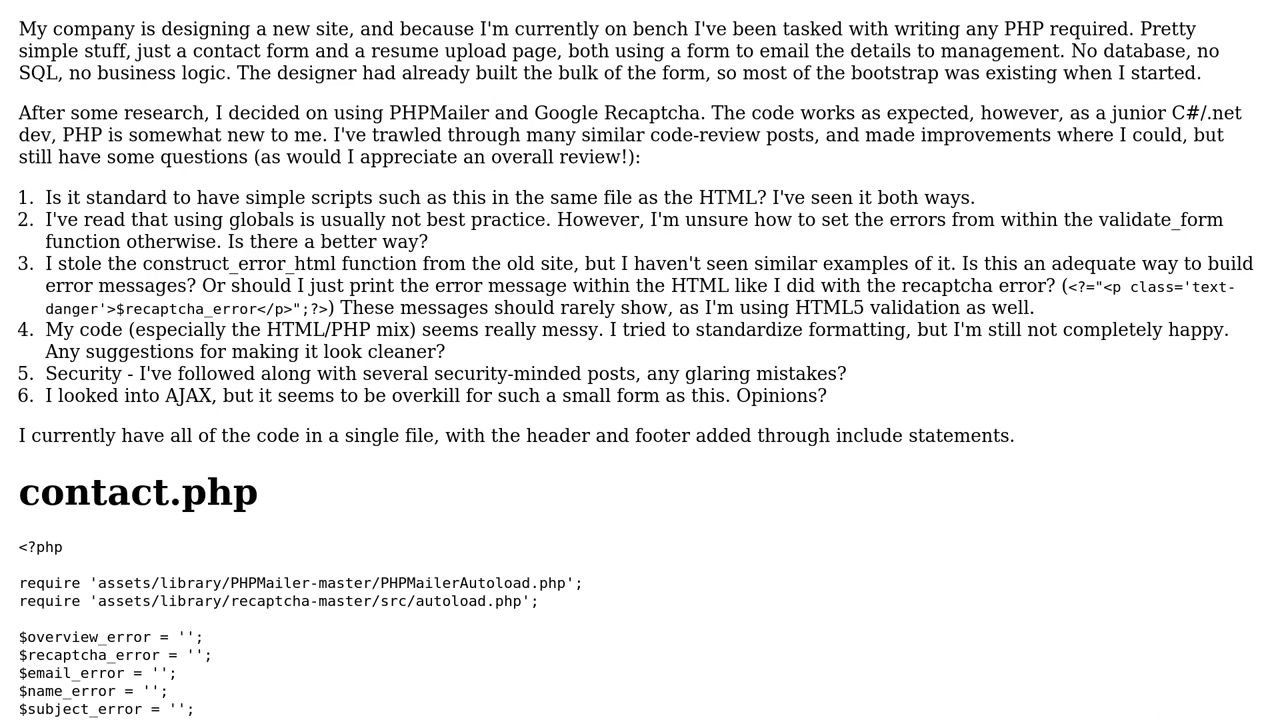 My company is designing a new site, and because I'm currently on bench I've been tasked with writing any PHP required. Pretty
simple stuff, just a contact form and a resume upload page, both using a form to email the details to management. No database, no
SQL, no business logic. The designer had already built the bulk of the form, so most of the bootstrap was existing when I started.
After some research, I decided on using PHPMailer and Google Recaptcha. The code works as expected, however, as a junior C#/.net
dev, PHP is somewhat new to me. I've trawled through many similar code-review posts, and made improvements where I could, but
still have some questions (as would I appreciate an overall review!):
1. Is it standard to have simple scripts such as this in the same file as the HTML? I've seen it both ways.
2. I've read that using globals is usually not best practice. However, I'm unsure how to set the errors from within the validate_form
function otherwise. Is there a better way?
3. I stole the construct_error_html function from the old site, but I haven't seen similar examples of it. Is this an adequate way to build
error messages? Or should I just print the error message within the HTML like I did with the recaptcha error? (<?="<p class='text-
danger'>$recaptcha_error</p>";?>) These messages should rarely show, as I'm using HTML5 validation as well.
4. My code (especially the HTML/PHP mix) seems really messy. I tried to standardize formatting, but I'm still not completely happy.
Any suggestions for making it look cleaner?
5. Security - I've followed along with several security-minded posts, any glaring mistakes?
6. I looked into AJAX, but it seems to be overkill for such a small form as this. Opinions?
I currently have all of the code in a single file, with the header and footer added through include statements.
contact.php
<?php
require 'assets/library/PHPMailer-master/PHPMailerAutoload.php';
require 'assets/library/recaptcha-master/src/autoload.php';
$overview_error = '';
$recaptcha_error = '';
$email_error = '';
$name_error = '';
$subject_error = '';